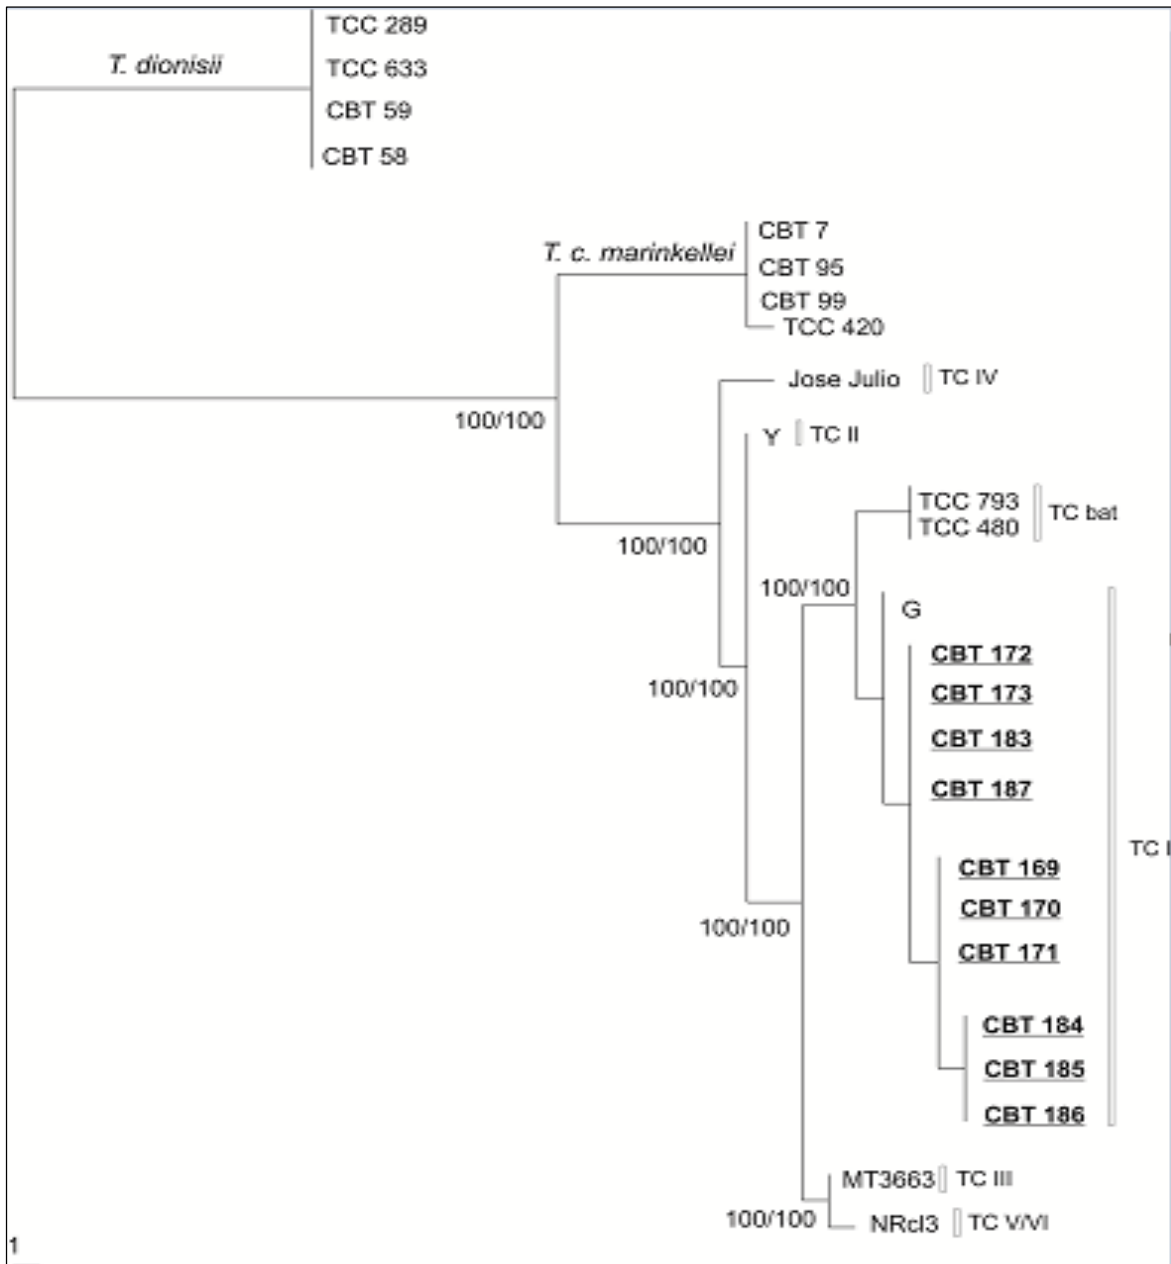 TCC 289
T. dionisii
TCC 633
CBT 59
CBT 58
CBT 7
T. c. marinkellei
CBT 95
CBT 99
TCC 420
Jose Julio TC IV
100/100
Y TC II
TCC 793
TCC 480
TC bat
100/100
100/100
G
CBT 172
100/100
CBT 173
CBT 183
CBT 187
TC I
CBT 169
CBT 170
100/100
CBT 171
CBT 184
CBT 185
CBT 186
MT3663 TC III
100/100
NRcl3 TC V/VI
1